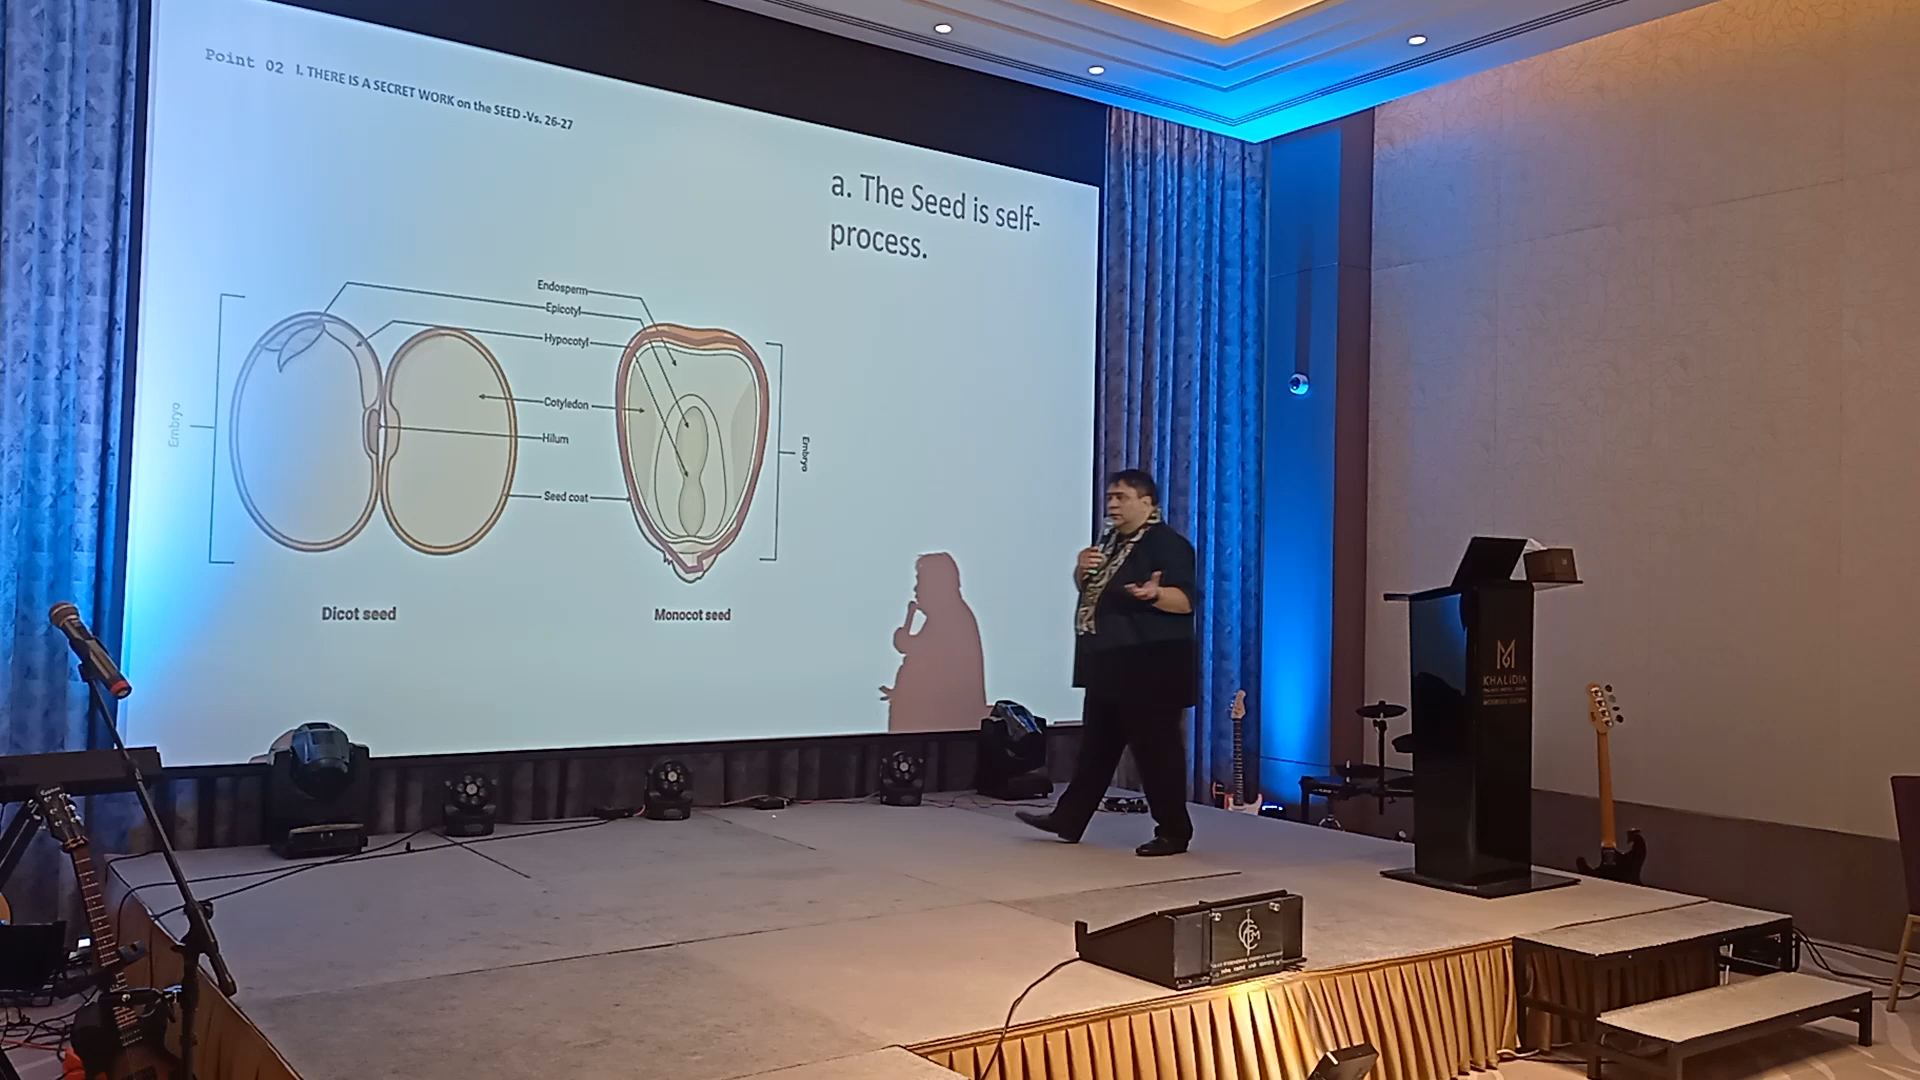 Point 02 I. THERE IS A SECRET WORK on the SEED -Vs. 26-27
a. The Seed is self-
process.
Endosperm
Epicotyl
Hypocotyl
Cotyledon
Hilum
Seed coat
Embryo
Embryo
Dicot seed
Monocot seed
M
KHALIDIA